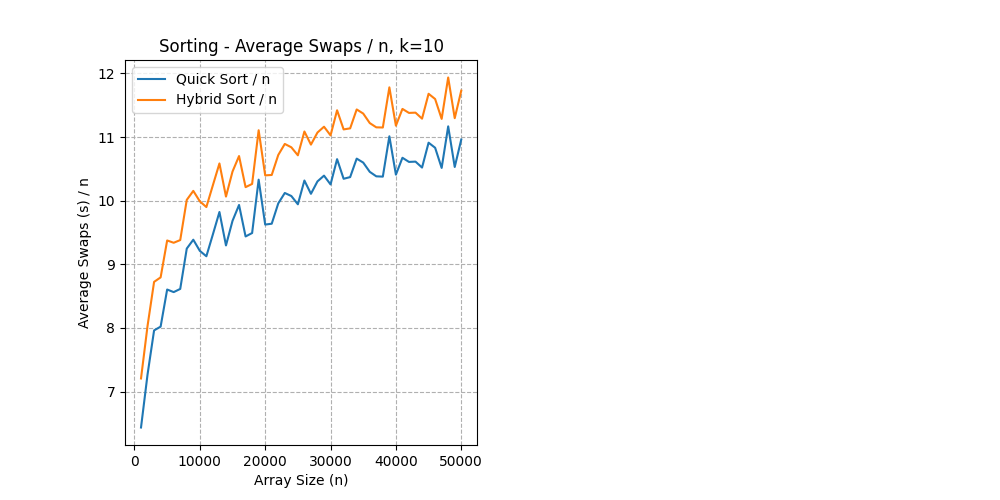 Sorting - Average Swaps / n, k=10
Quick Sort / n
Hybrid Sort / n
Average Swaps (s) / n
12
11
10
9
8
7
0 10000 20000 30000 40000 50000
Array Size (n)